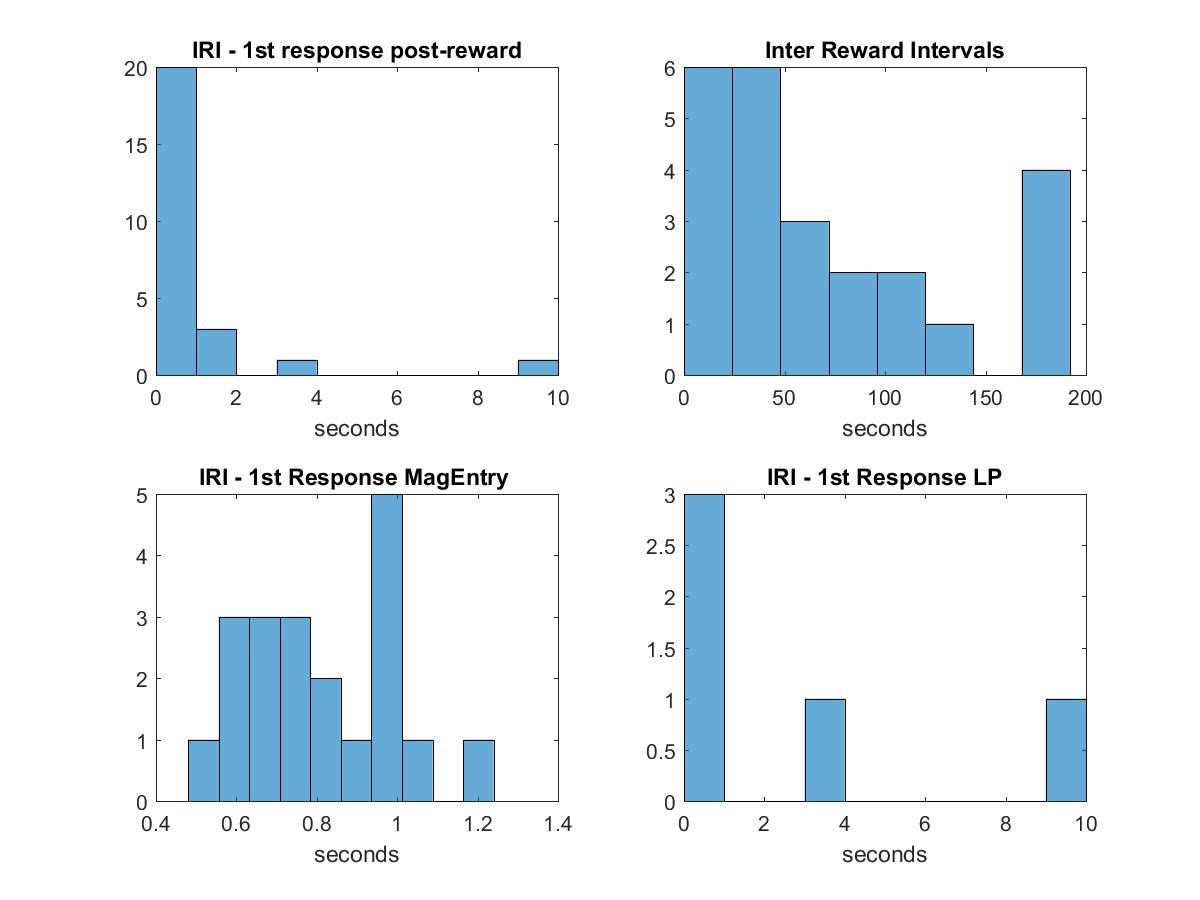 IRI - 1st response post-reward
20
15
10
5
0
0 2 4 6 8 10
seconds
Inter Reward Intervals
6
5
4
3
2
1
0
0 50 100 150 200
seconds
IRI - 1st Response MagEntry
5
4
3
2
1
0
0.4 0.6 0.8 1 1.2 1.4
seconds
IRI - 1st Response LP
3
2.5
2
1.5
1
0.5
0
0 2 4 6 8 10
seconds